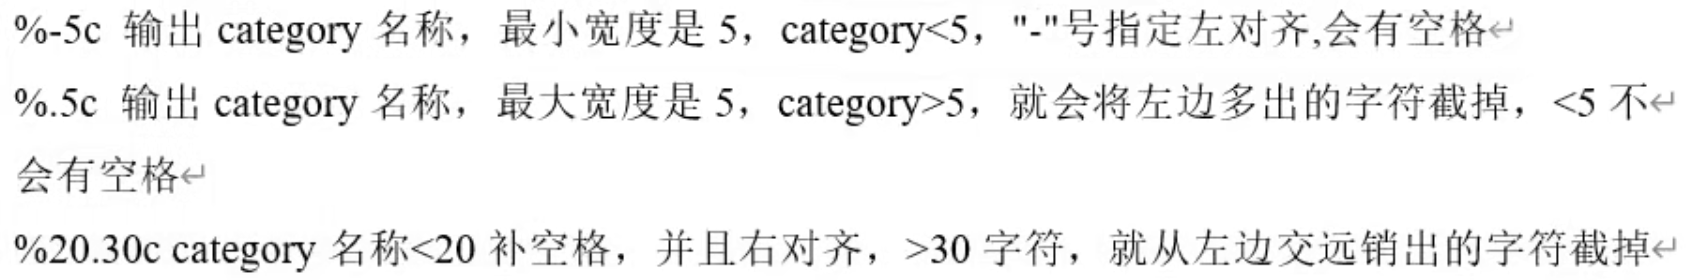 %-5c 输出 category 名称，最小宽度是 5，category<5，"-"号指定左对齐,会有空格↵
%.5c 输出 category 名称，最大宽度是 5，category>5，就会将左边多出的字符截掉，<5 不↵
会有空格↵
%20.30c category 名称<20 补空格，并且右对齐，>30 字符，就从左边交远销出的字符截掉↵